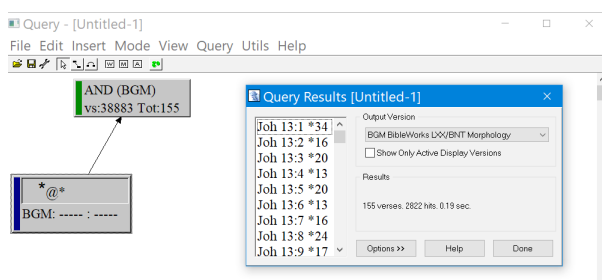 Query - [Untitled-1]
File Edit Insert Mode View Query Utils Help
W M A
AND (BGM)
vs:38883 Tot:155
*@*
BGM: ----- : -----
Query Results [Untitled-1]
Joh 13:1 *34
Joh 13:2 *16
Joh 13:3 *20
Joh 13:4 *13
Joh 13:5 *20
Joh 13:6 *13
Joh 13:7 *16
Joh 13:8 *24
Joh 13:9 *17
Output Version
BGM BibleWorks LXX/BNT Morphology
Show Only Active Display Versions
Results
155 verses. 2822 hits. 0.19 sec.
Options >> Help Done